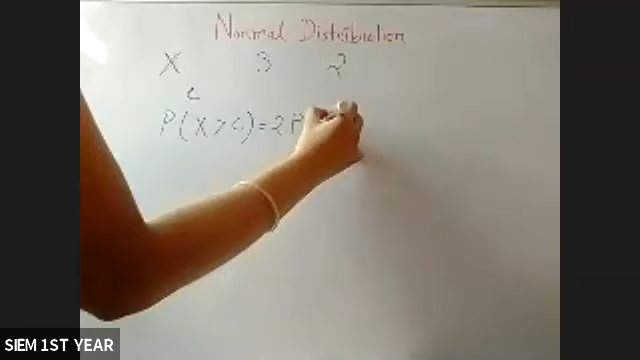 Normal Distribution
X 3 2
c
P(X>C)=2P
SIEM 1ST YEAR